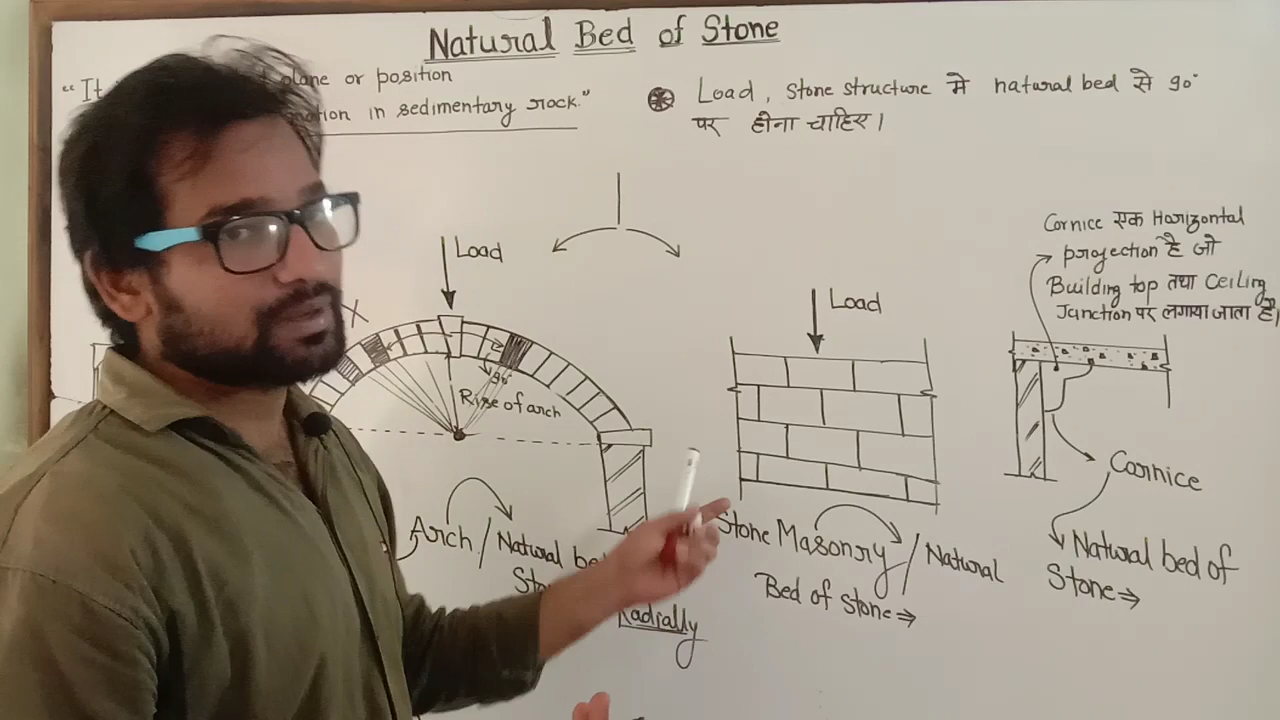 Natural Bed of Stone
"It plane or position
in sedimentary rock."
Load, stone structure मे natural bed से 90°
पर होना चाहिए।
Load
X
90°
Rise of arch
Arch / Natural
Radially
Load
Stone Masonry / Natural
Bed of stone ⇒
Cornice एक Horizontal
projection है जो
Building top तथा Ceiling
Junction पर लगाया जाता है।
Cornice
Natural bed of
Stone ⇒